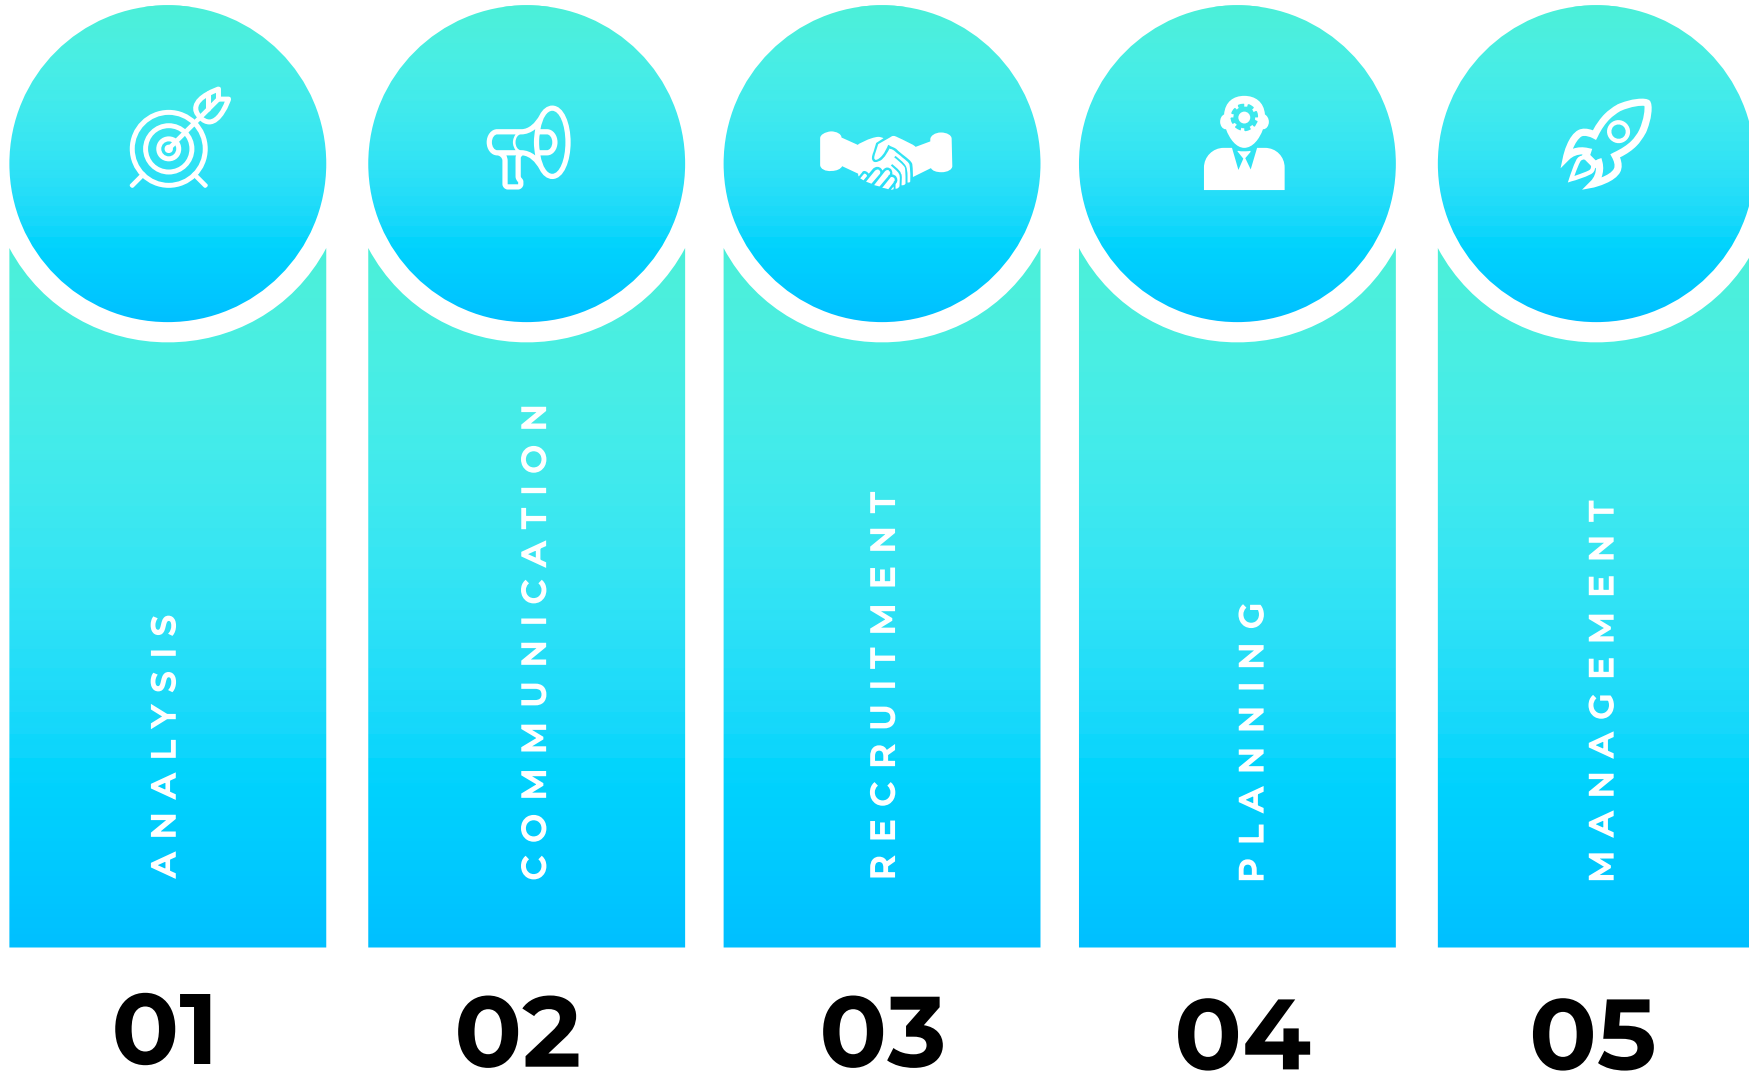 ANALYSIS
COMMUNICATION
RECRUITMENT
PLANNING
MANAGEMENT
01
02
03
04
05